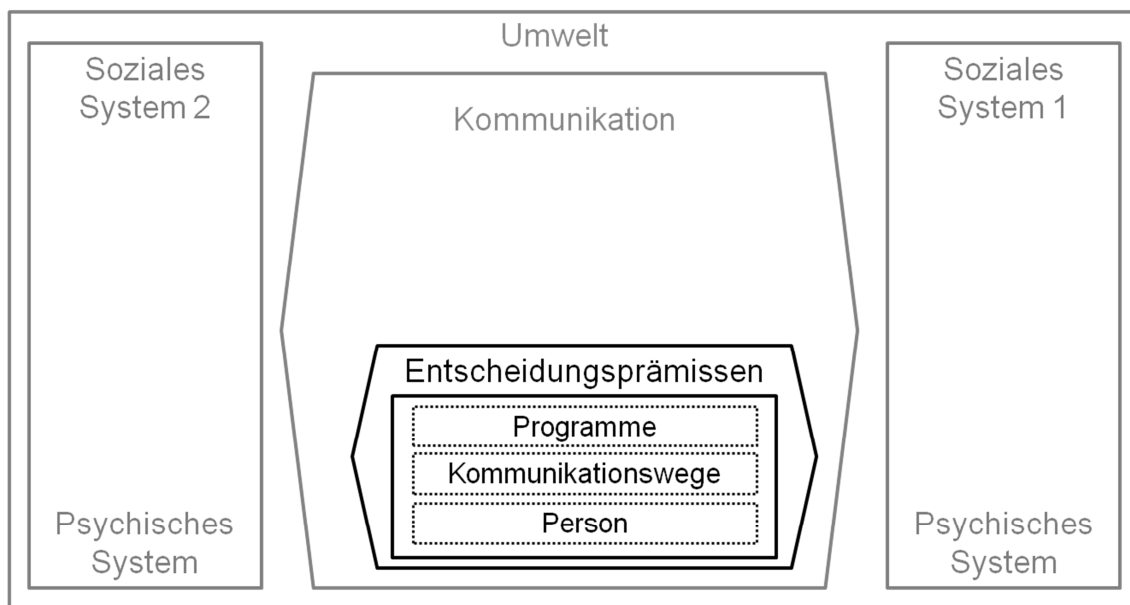 Umwelt
Soziales
System 2
Psychisches
System
Kommunikation
Entscheidungsprämissen
Programme
Kommunikationswege
Person
Soziales
System 1
Psychisches
System